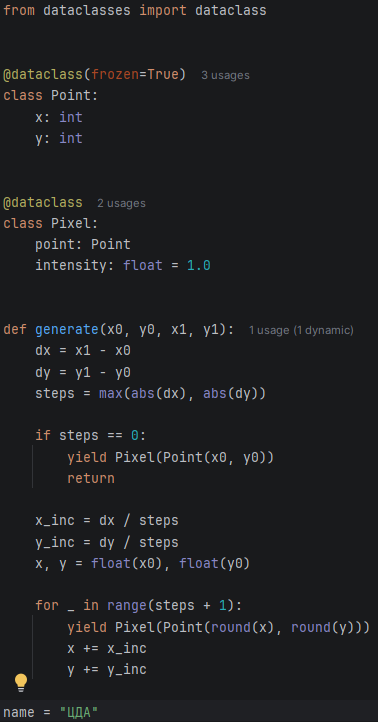 from dataclasses import dataclass
@dataclass(frozen=True) 3 usages
class Point:
    x: int
    y: int
@dataclass 2 usages
class Pixel:
    point: Point
    intensity: float = 1.0
def generate(x0, y0, x1, y1): 1 usage (1 dynamic)
    dx = x1 - x0
    dy = y1 - y0
    steps = max(abs(dx), abs(dy))
    if steps == 0:
        yield Pixel(Point(x0, y0))
        return
    x_inc = dx / steps
    y_inc = dy / steps
    x, y = float(x0), float(y0)
    for _ in range(steps + 1):
        yield Pixel(Point(round(x), round(y)))
        x += x_inc
        y += y_inc
name = "ЦДА"